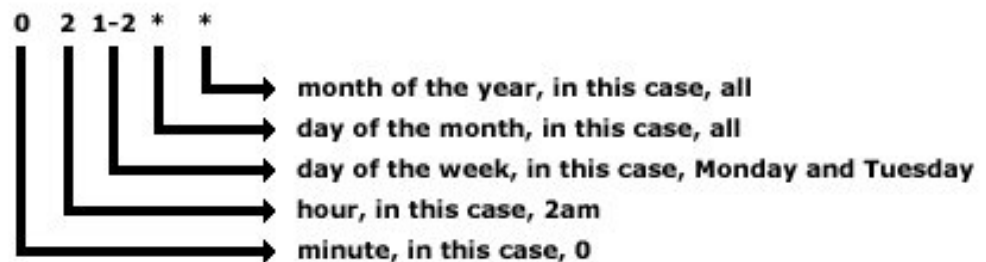 0 2 1-2 * *
month of the year, in this case, all
day of the month, in this case, all
day of the week, in this case, Monday and Tuesday
hour, in this case, 2am
minute, in this case, 0